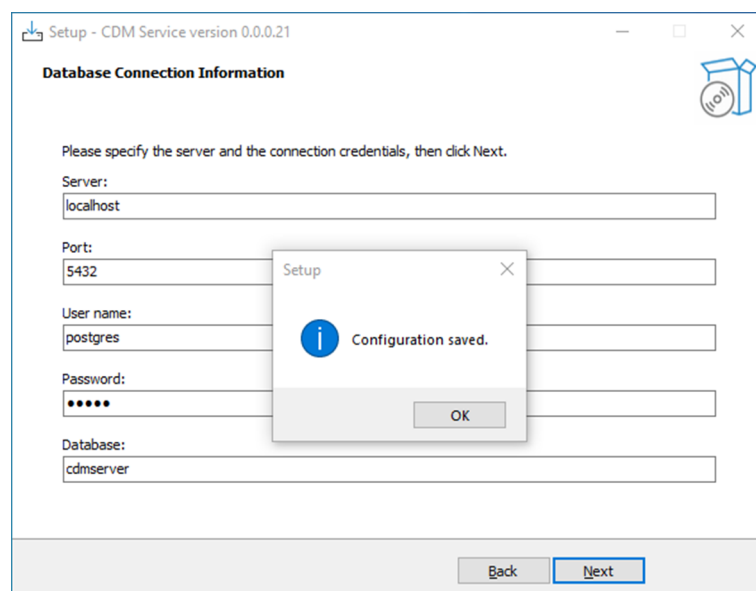 Setup - CDM Service version 0.0.0.21
Database Connection Information
Please specify the server and the connection credentials, then click Next.
Server:
localhost
Port:
5432
User name:
postgres
Password:
●●●●●
Database:
cdmserver
Setup
Configuration saved.
OK
Back
Next